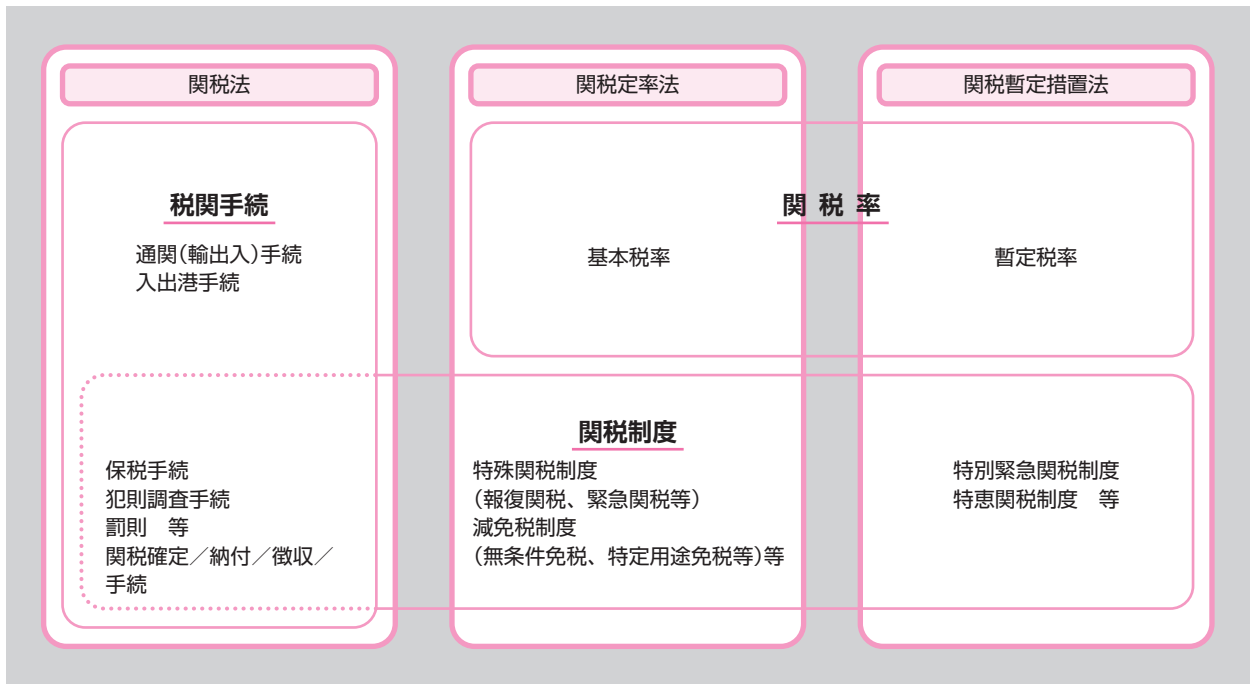 関税法
関税定率法
関税暫定措置法
税関手続
通関(輸出入)手続
入出港手続
関 税 率
基本税率
暫定税率
保税手続
犯則調査手続
罰則　等
関税確定／納付／徴収／
手続
関税制度
特殊関税制度
(報復関税、緊急関税等)
減免税制度
(無条件免税、特定用途免税等)等
特別緊急関税制度
特恵関税制度　等